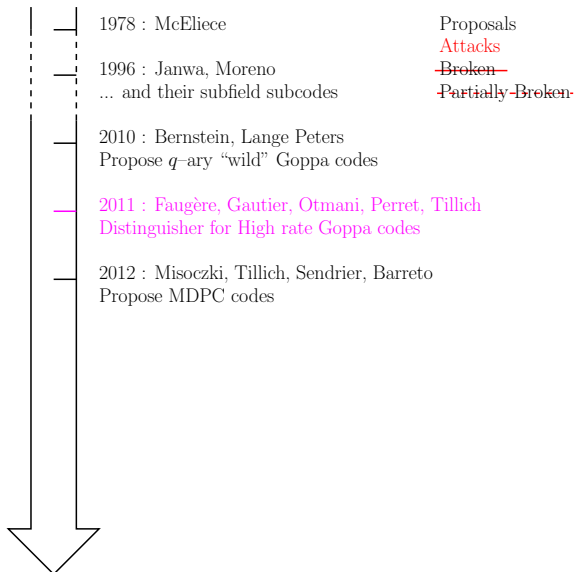 1978 : McEliece
Proposals
Attacks
1996 : Janwa, Moreno
Broken
... and their subfield subcodes
Partially Broken
2010 : Bernstein, Lange Peters
Propose q–ary “wild” Goppa codes
2011 : Faugère, Gautier, Otmani, Perret, Tillich
Distinguisher for High rate Goppa codes
2012 : Misoczki, Tillich, Sendrier, Barreto
Propose MDPC codes